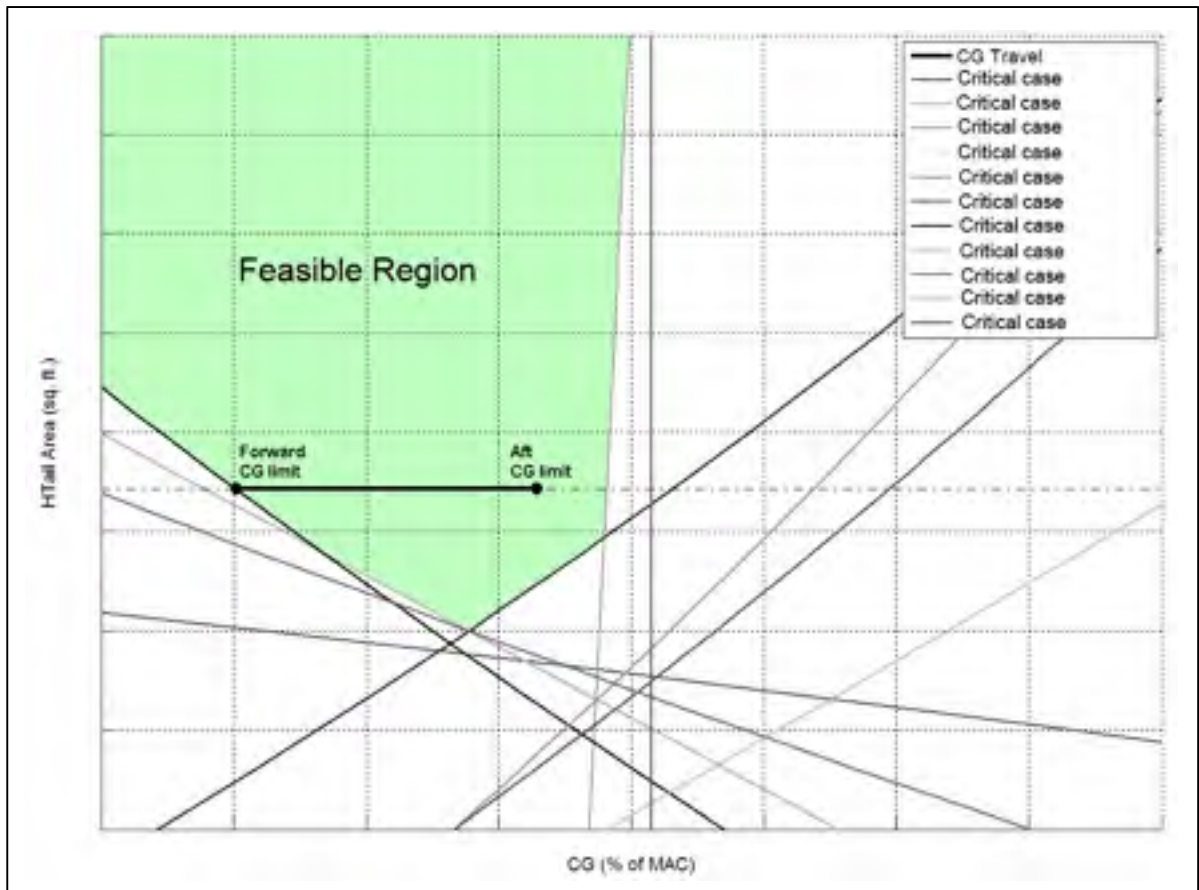 CG Travel
Critical case
Critical case
Critical case
Critical case
Critical case
Critical case
Critical case
Critical case
Critical case
Critical case
Critical case
Feasible Region
Forward
CG limit
Aft
CG limit
HTail Area (sq. ft.)
CG (% of MAC)